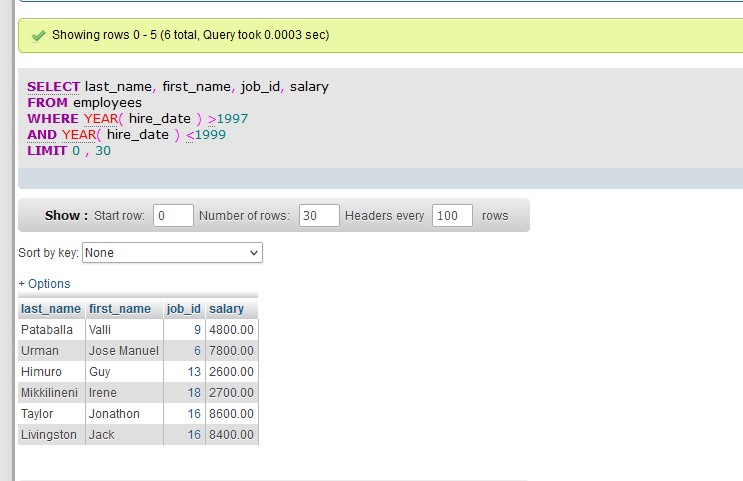 Showing rows 0 - 5 (6 total, Query took 0.0003 sec)
SELECT last_name, first_name, job_id, salary
FROM employees
WHERE YEAR( hire_date ) >1997
AND YEAR( hire_date ) <1999
LIMIT 0 , 30
Show : Start row: 0 Number of rows: 30 Headers every 100 rows
Sort by key: None
+ Options
last_name first_name job_id salary
Pataballa Valli 9 4800.00
Urman Jose Manuel 6 7800.00
Himuro Guy 13 2600.00
Mikkilineni Irene 18 2700.00
Taylor Jonathon 16 8600.00
Livingston Jack 16 8400.00